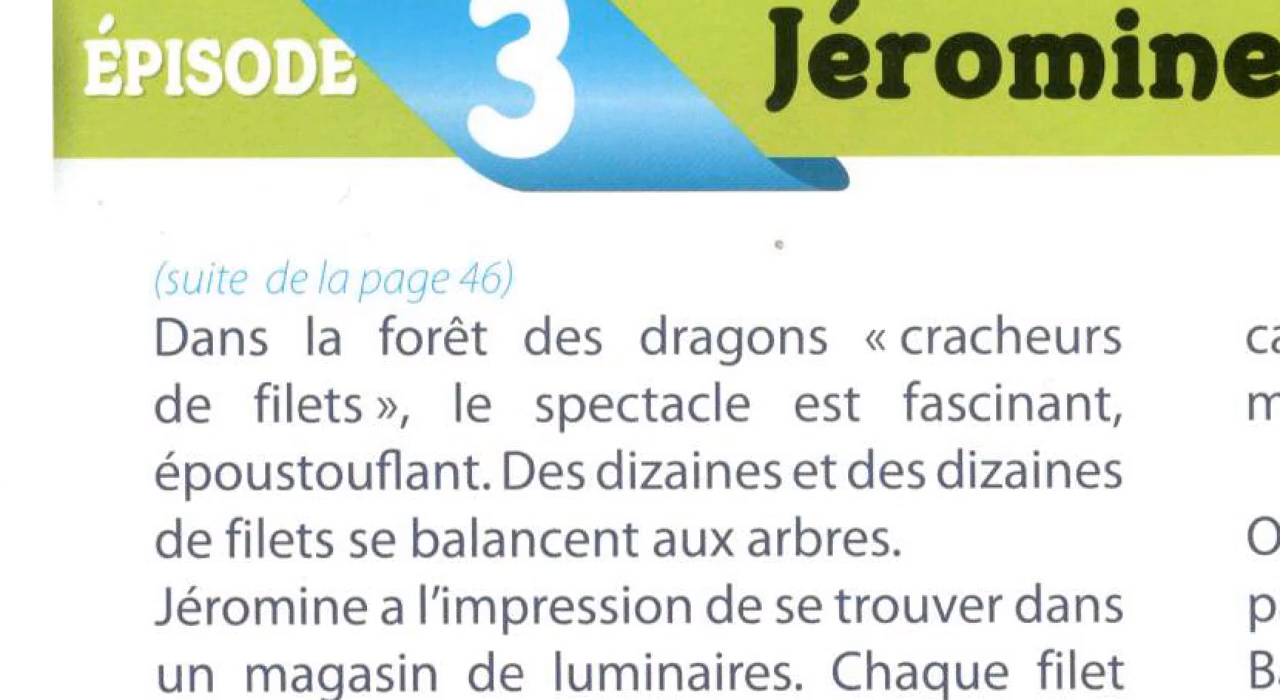 ÉPISODE 3 Jéromine
(suite de la page 46)
Dans la forêt des dragons « cracheurs
de filets », le spectacle est fascinant,
époustouflant. Des dizaines et des dizaines
de filets se balancent aux arbres.
Jéromine a l'impression de se trouver dans
un magasin de luminaires. Chaque filet